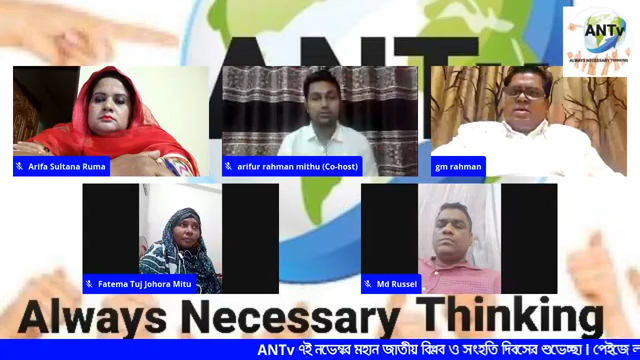 ANTv
ALWAYS NECESSARY THINKING
ANTv
Arifa Sultana Ruma
arifur rahman mithu (Co-host)
gm rahman
Fatema Tuj Johora Mitu
Md Russel
Always Necessary Thinking
ANTv ৭ই নভেম্বর মহান জাতীয় বিপ্লব ও সংহতি দিবসের শুভেচ্ছা। পেইজে